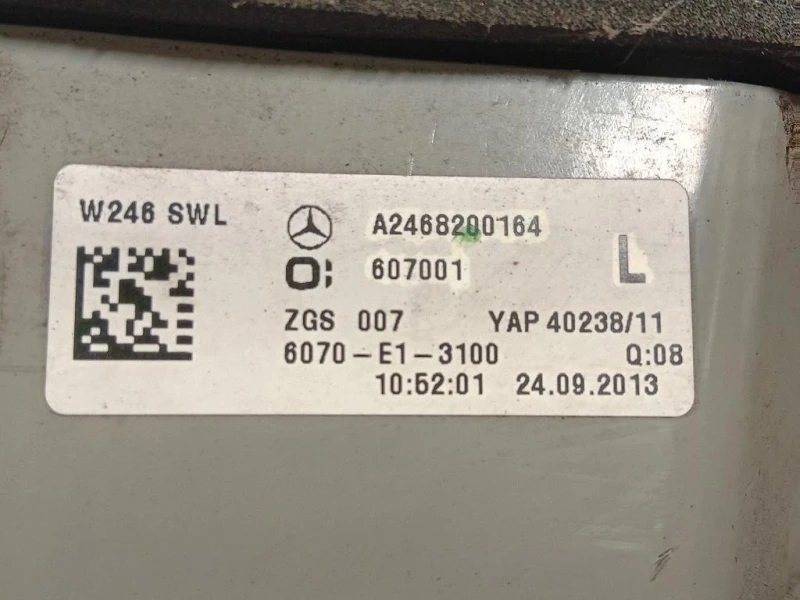 W246 SWL
A2468200164
607001
L
ZGS 007 YAP 40238/11
6070-E1-3100 Q:08
10:52:01 24.09.2013